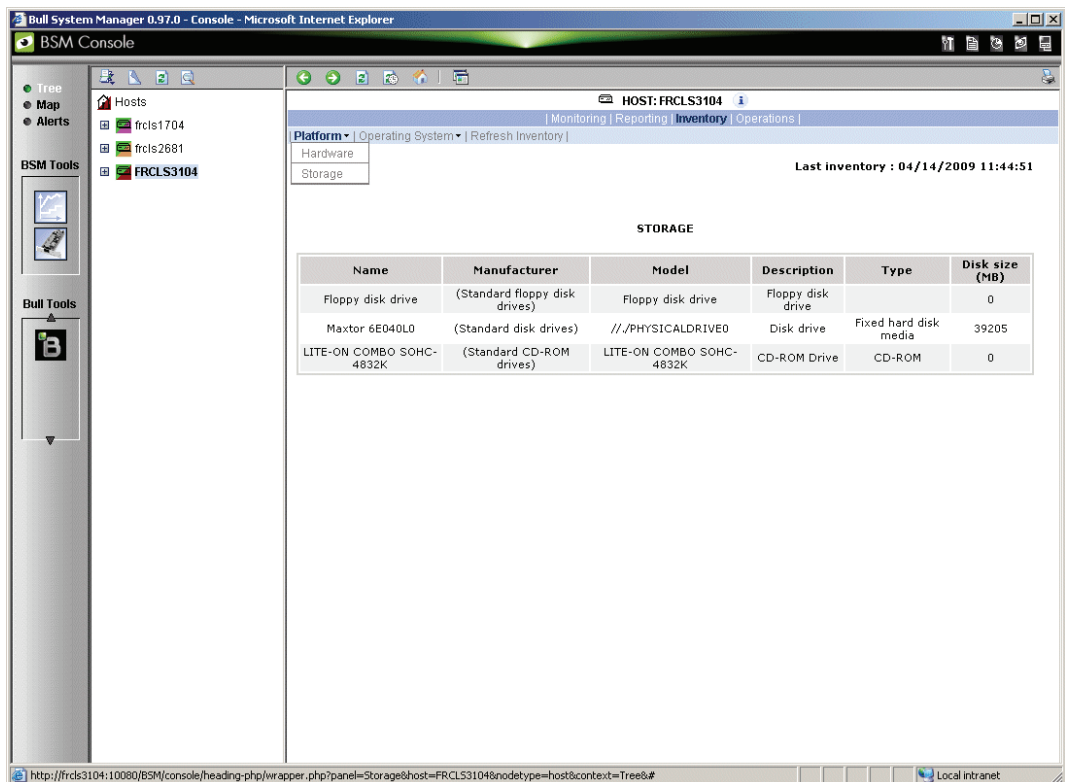 Bull System Manager 0.97.0 - Console - Microsoft Internet Explorer
BSM Console
Tree
Map
Alerts
BSM Tools
Bull Tools
B
Hosts
frcls1704
frcls2681
FRCLS3104
HOST: FRCLS3104 i
| Monitoring | Reporting | Inventory | Operations |
| Platform | Operating System | Refresh Inventory |
Hardware
Storage
Last inventory : 04/14/2009 11:44:51
STORAGE
Name Manufacturer Model Description Type Disk size (MB)
Floppy disk drive (Standard floppy disk drives) Floppy disk drive Floppy disk drive 0
Maxtor 6E040L0 (Standard disk drives) //./PHYSICALDRIVE0 Disk drive Fixed hard disk media 39205
LITE-ON COMBO SOHC-4832K (Standard CD-ROM drives) LITE-ON COMBO SOHC-4832K CD-ROM Drive CD-ROM 0
http://frcls3104:10080/BSM/console/heading-php/wrapper.php?panel=Storage&host=FRCLS3104&nodetype=host&context=Tree&#
Local intranet